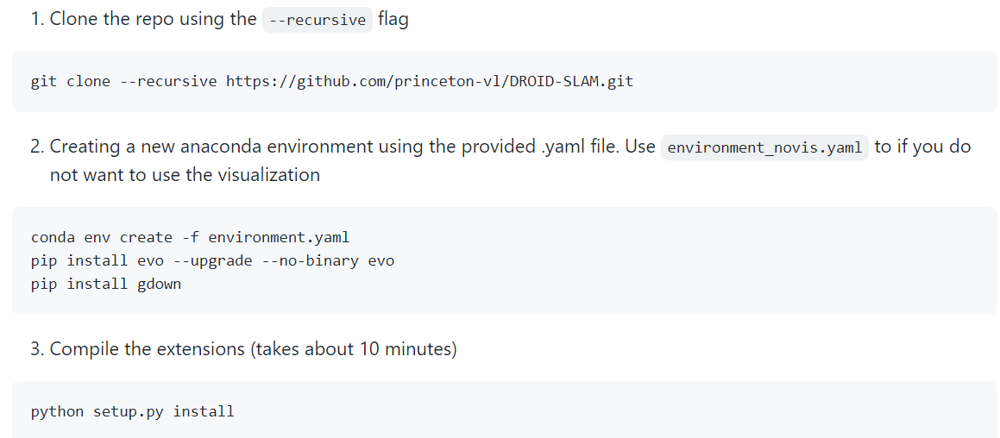 1. Clone the repo using the --recursive flag
git clone --recursive https://github.com/princeton-vl/DROID-SLAM.git
2. Creating a new anaconda environment using the provided .yaml file. Use environment_novis.yaml to if you do
not want to use the visualization
conda env create -f environment.yaml
pip install evo --upgrade --no-binary evo
pip install gdown
3. Compile the extensions (takes about 10 minutes)
python setup.py install